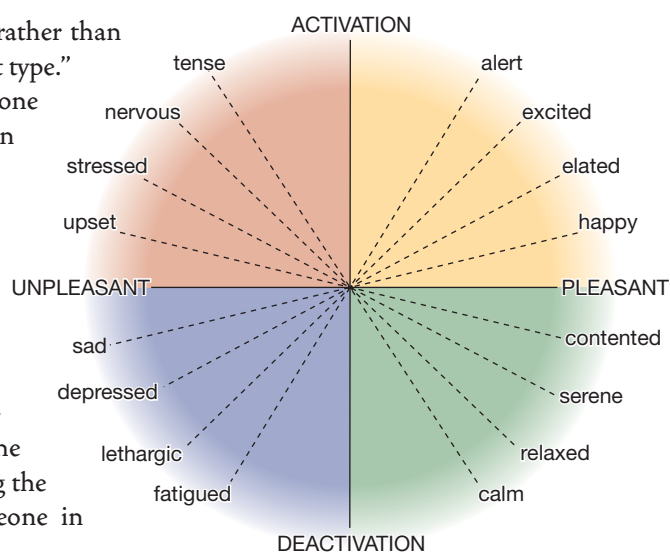 rather than
t type.”
one
n
he
g the
eone in
ACTIVATION
tense
alert
nervous
excited
stressed
elated
upset
happy
UNPLEASANT
PLEASANT
sad
contented
depressed
serene
lethargic
relaxed
fatigued
calm
DEACTIVATION